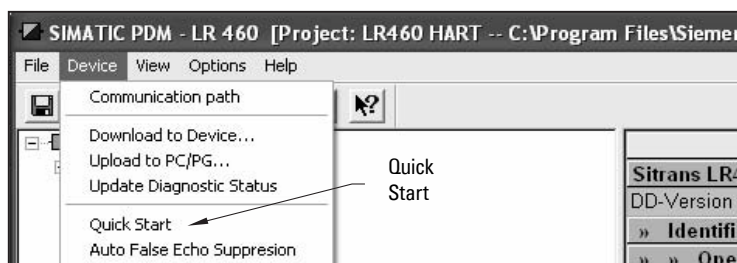 SIMATIC PDM - LR 460 [Project: LR460 HART -- C:\Program Files\Siemen
File Device View Options Help
Communication path
Download to Device...
Upload to PC/PG...
Update Diagnostic Status
Quick Start
Auto False Echo Suppresion
Quick
Start
Sitrans LR4
DD-Version
» Identifi
» » Ope